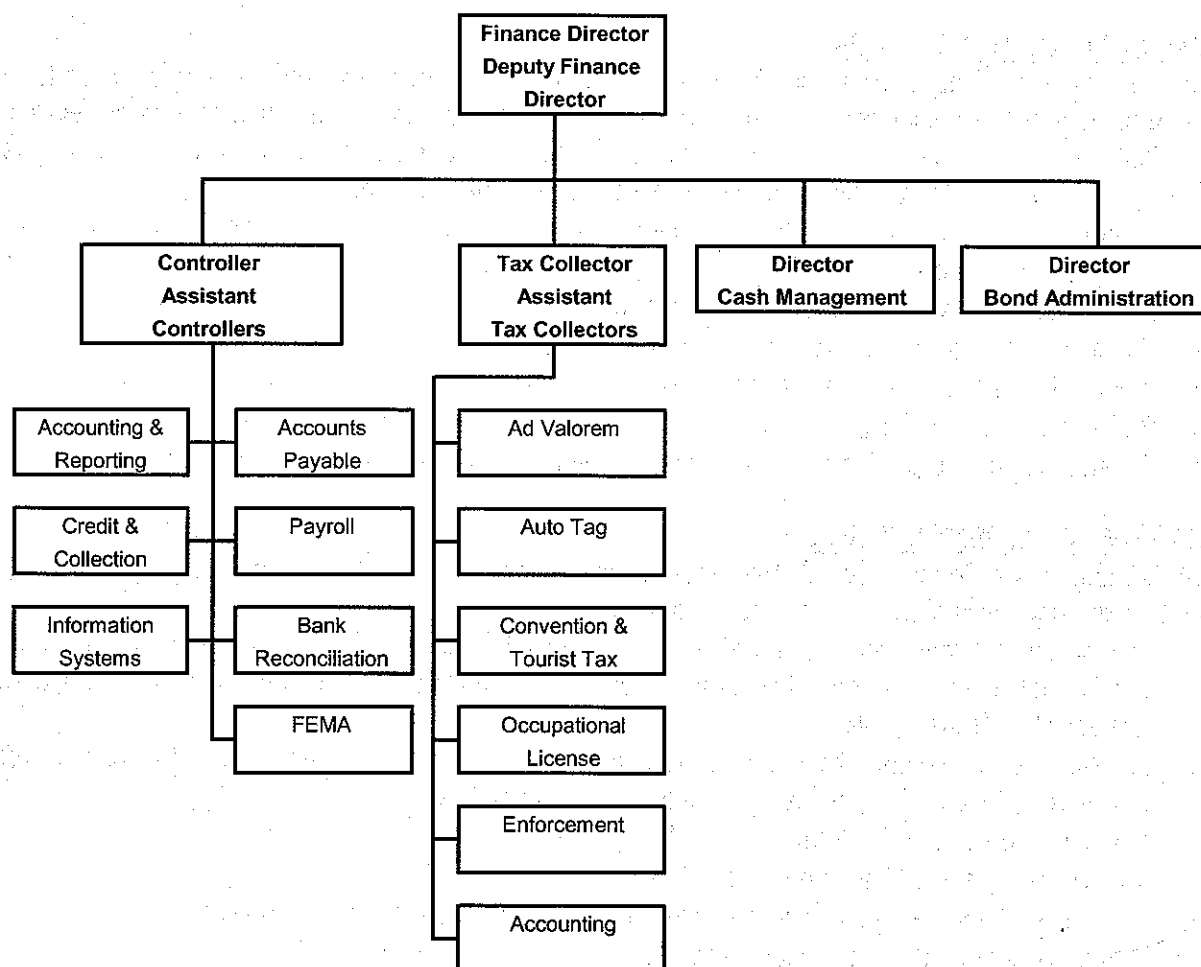 Finance Director
Deputy Finance
Director
Controller
Assistant
Controllers
Tax Collector
Assistant
Tax Collectors
Director
Cash Management
Director
Bond Administration
Accounting &
Reporting
Accounts
Payable
Ad Valorem
Credit &
Collection
Payroll
Auto Tag
Information
Systems
Bank
Reconciliation
Convention &
Tourist Tax
FEMA
Occupational
License
Enforcement
Accounting